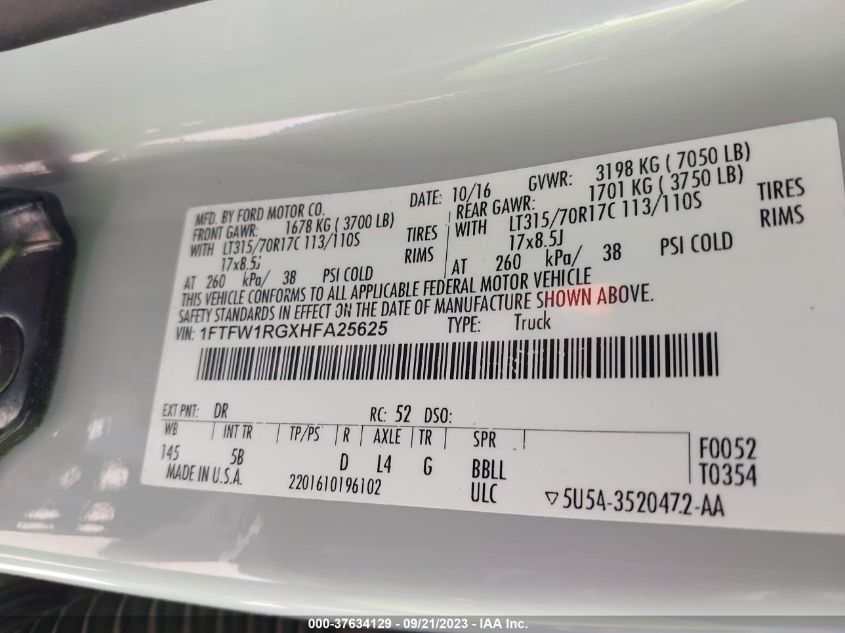 MFD. BY FORD MOTOR CO. DATE: 10/16 GVWR: 3198 KG ( 7050 LB)
FRONT GAWR: 1678 KG ( 3700 LB) REAR GAWR: 1701 KG ( 3750 LB)
WITH LT315/70R17C 113/110S TIRES WITH LT315/70R17C 113/110S TIRES
17x8.5J RIMS 17x8.5J RIMS
AT 260 kPa/ 38 PSI COLD AT 260 kPa/ 38 PSI COLD
THIS VEHICLE CONFORMS TO ALL APPLICABLE FEDERAL MOTOR VEHICLE
SAFETY STANDARDS IN EFFECT ON THE DATE OF MANUFACTURE SHOWN ABOVE.
VIN: 1FTFW1RGXHFA25625 TYPE: Truck
EXT PNT: DR RC: 52 DSO:
WB INT TR TP/PS R AXLE TR SPR F0052
145 5B D L4 G BBLL T0354
MADE IN U.S.A. 2201610196102 ULC ▽5U5A-3520472-AA
000-37634129 - 09/21/2023 - IAA Inc.